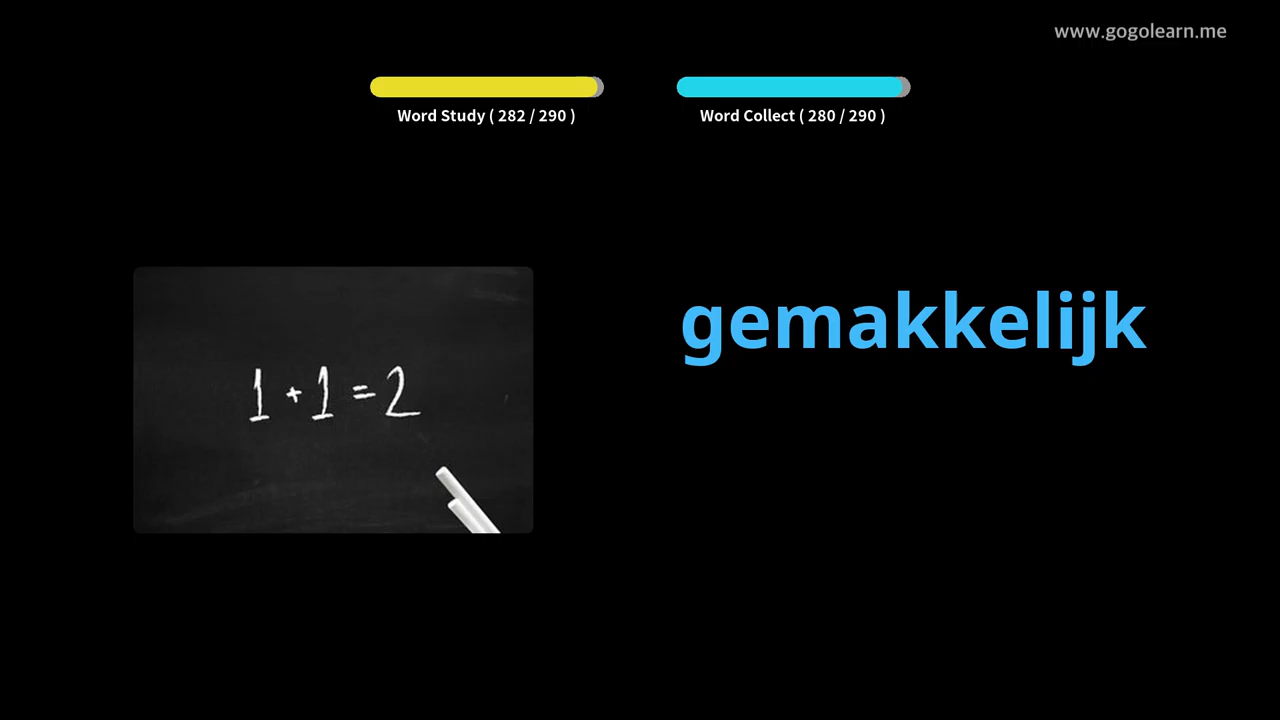 www.gogolearn.me
Word Study ( 282 / 290 )
Word Collect ( 280 / 290 )
gemakkelijk
1 + 1 = 2